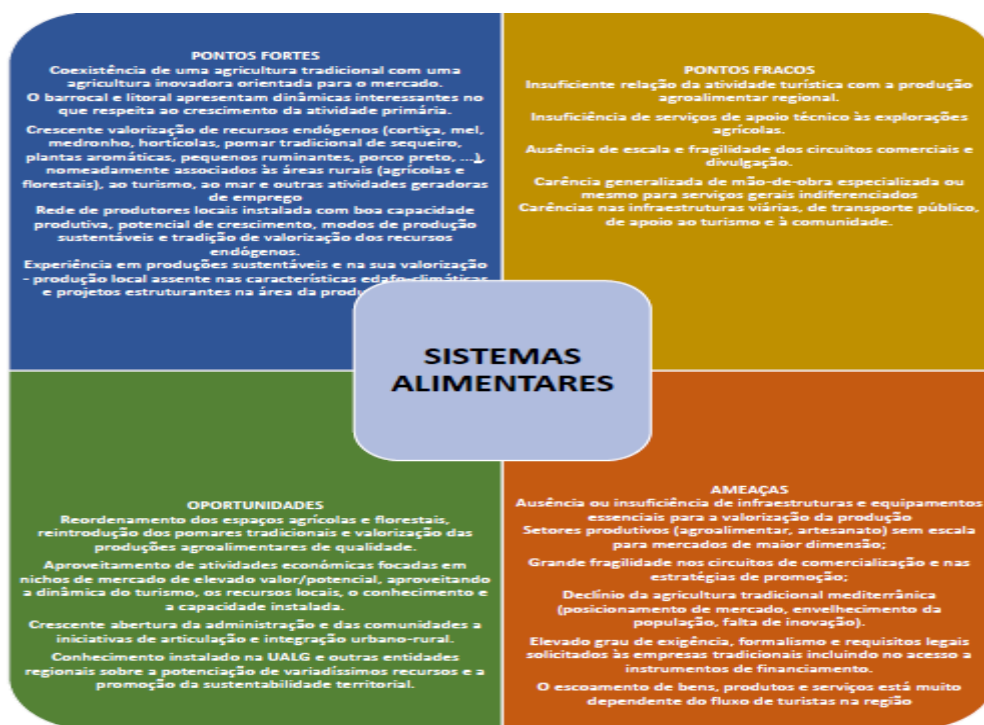 PONTOS FORTES
Coexistência de uma agricultura tradicional com uma
agricultura inovadora orientada para o mercado.
O barrocal e litoral apresentam dinâmicas interessantes no
que respeita ao crescimento da atividade primária.
Crescente valorização de recursos endógenos (cortiça, mel,
medronho, hortícolas, pomar tradicional de sequeiro,
plantas aromáticas, pequenos ruminantes, porco preto, ...),
nomeadamente associados às áreas rurais (agrícolas e
florestais), ao turismo, ao mar e outras atividades geradoras
de emprego
Rede de produtores locais instalada com boa capacidade
produtiva, potencial de crescimento, modos de produção
sustentáveis e tradição de valorização dos recursos
endógenos.
Experiência em produções sustentáveis e na sua valorização
- produção local assente nas características edafo-climáticas
e projetos estruturantes na área da
PONTOS FRACOS
Insuficiente relação da atividade turística com a produção
agroalimentar regional.
Insuficiência de serviços de apoio técnico às explorações
agrícolas.
Ausência de escala e fragilidade dos circuitos comerciais e
divulgação.
Carência generalizada de mão-de-obra especializada ou
mesmo para serviços gerais indiferenciados
Carências nas infraestruturas viárias, de transporte público,
de apoio ao turismo e à comunidade.
SISTEMAS
ALIMENTARES
OPORTUNIDADES
Reordenamento dos espaços agrícolas e florestais,
reintrodução dos pomares tradicionais e valorização das
produções agroalimentares de qualidade.
Aproveitamento de atividades económicas focadas em
nichos de mercado de elevado valor/potencial, aproveitando
a dinâmica do turismo, os recursos locais, o conhecimento e
a capacidade instalada.
Crescente abertura da administração e das comunidades a
iniciativas de articulação e integração urbano-rural.
Conhecimento instalado na UALG e outras entidades
regionais sobre a potenciação de variadíssimos recursos e a
promoção da sustentabilidade territorial.
AMEAÇAS
Ausência ou insuficiência de infraestruturas e equipamentos
essenciais para a valorização da produção
Setores produtivos (agroalimentar, artesanato) sem escala
para mercados de maior dimensão;
Grande fragilidade nos circuitos de comercialização e nas
estratégias de promoção;
Declínio da agricultura tradicional mediterrânica
(posicionamento de mercado, envelhecimento da
população, falta de inovação).
Elevado grau de exigência, formalismo e requisitos legais
solicitados às empresas tradicionais incluindo no acesso a
instrumentos de financiamento.
O escoamento de bens, produtos e serviços está muito
dependente do fluxo de turistas na região